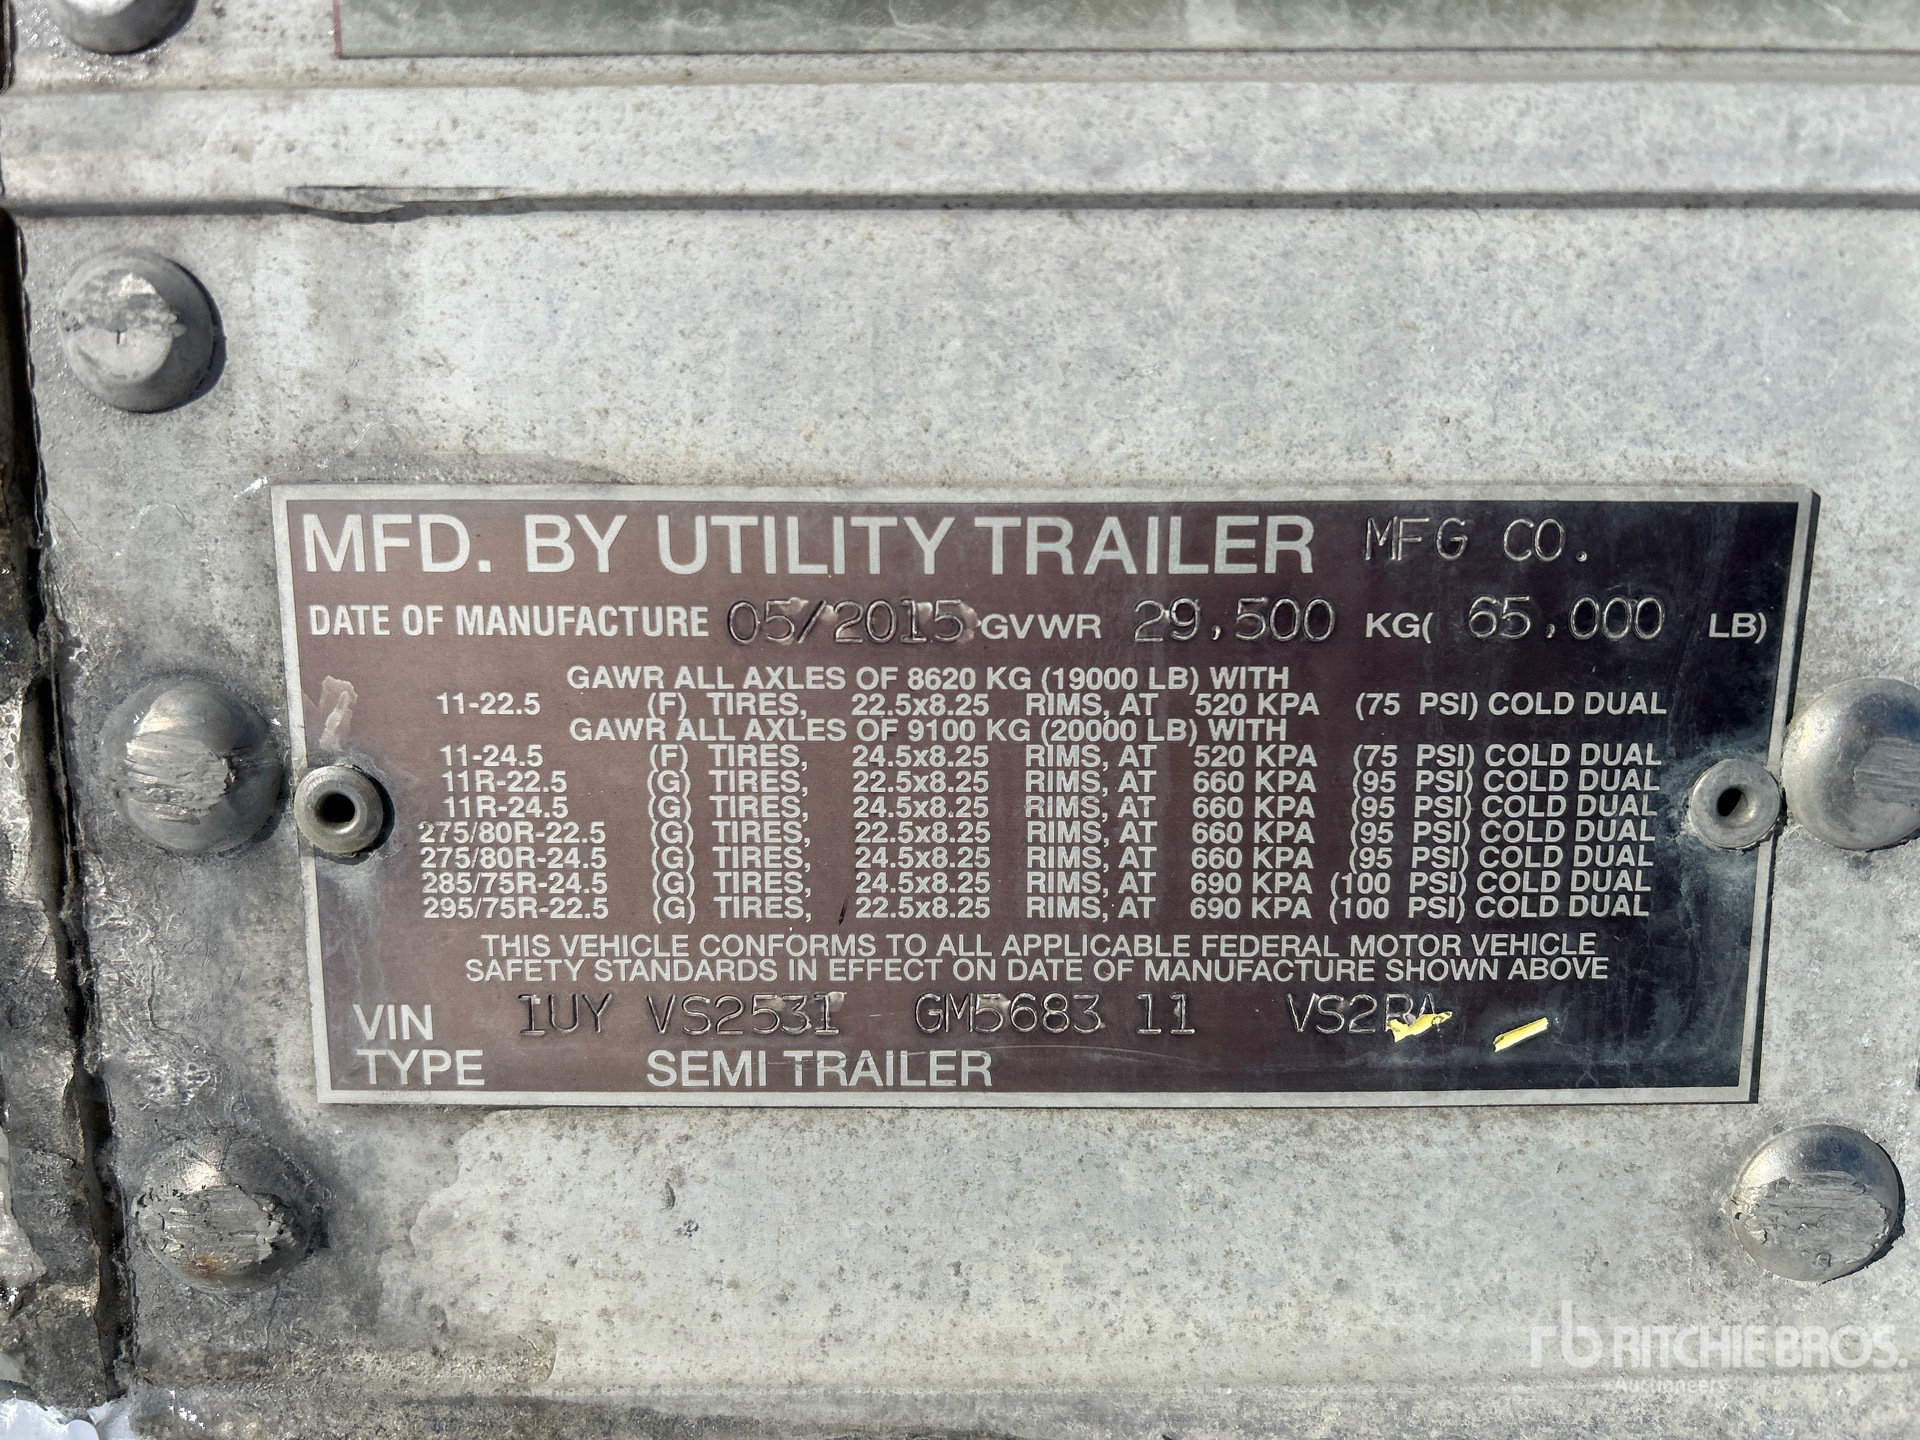 MFD. BY UTILITY TRAILER MFG CO.
DATE OF MANUFACTURE 05/2015 GVWR 29,500 KG( 65,000 LB)
GAWR ALL AXLES OF 8620 KG (19000 LB) WITH
11-22.5 (F) TIRES, 22.5x8.25 RIMS, AT 520 KPA (75 PSI) COLD DUAL
GAWR ALL AXLES OF 9100 KG (20000 LB) WITH
11-24.5 (F) TIRES, 24.5x8.25 RIMS, AT 520 KPA (75 PSI) COLD DUAL
11R-22.5 (G) TIRES, 22.5x8.25 RIMS, AT 660 KPA (95 PSI) COLD DUAL
11R-24.5 (G) TIRES, 24.5x8.25 RIMS, AT 660 KPA (95 PSI) COLD DUAL
275/80R-22.5 (G) TIRES, 22.5x8.25 RIMS, AT 660 KPA (95 PSI) COLD DUAL
275/80R-24.5 (G) TIRES, 24.5x8.25 RIMS, AT 660 KPA (95 PSI) COLD DUAL
285/75R-24.5 (G) TIRES, 24.5x8.25 RIMS, AT 690 KPA (100 PSI) COLD DUAL
295/75R-22.5 (G) TIRES, 22.5x8.25 RIMS, AT 690 KPA (100 PSI) COLD DUAL
THIS VEHICLE CONFORMS TO ALL APPLICABLE FEDERAL MOTOR VEHICLE
SAFETY STANDARDS IN EFFECT ON DATE OF MANUFACTURE SHOWN ABOVE
VIN 1UY VS2531 GM5683 11 VS2RA
TYPE SEMI TRAILER
rb RITCHIE BROS.
Auctioneers